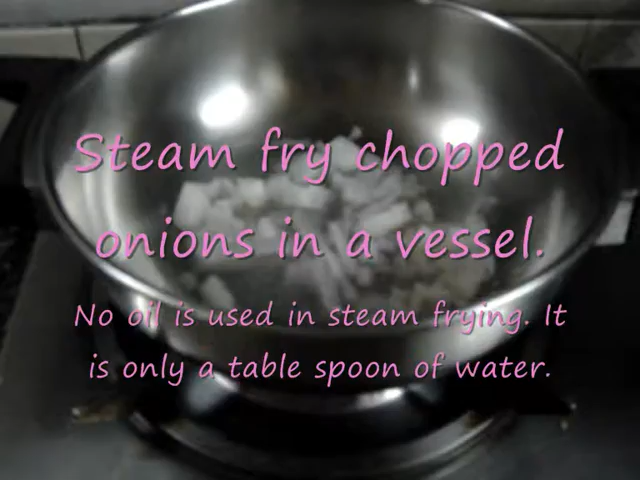 Steam fry chopped
onions in a vessel.
No oil is used in steam frying. It
is only a table spoon of water.